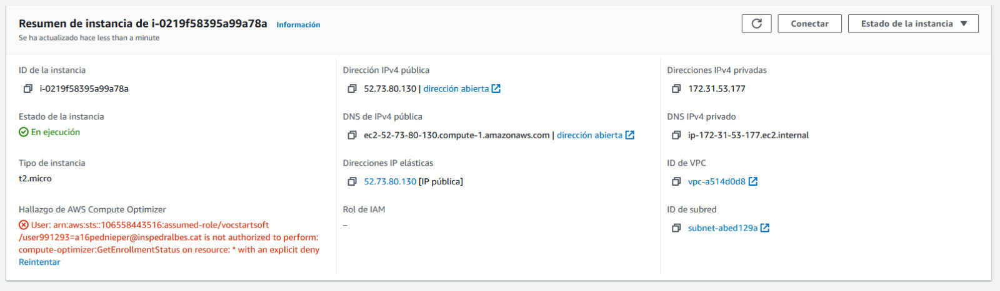 Resumen de instancia de i-0219f58395a99a78a Información
Se ha actualizado hace less than a minute
Conectar
Estado de la instancia
ID de la instancia
i-0219f58395a99a78a
Estado de la instancia
En ejecución
Tipo de instancia
t2.micro
Hallazgo de AWS Compute Optimizer
User: arn:aws:sts::106558443516:assumed-role/vocstartsoft
/user991293=a16pednieper@inspedralbes.cat is not authorized to perform:
compute-optimizer:GetEnrollmentStatus on resource: * with an explicit deny
Reintentar
Dirección IPv4 pública
52.73.80.130 | dirección abierta
DNS de IPv4 pública
ec2-52-73-80-130.compute-1.amazonaws.com | dirección abierta
Direcciones IP elásticas
52.73.80.130 [IP pública]
Rol de IAM
–
Direcciones IPv4 privadas
172.31.53.177
DNS IPv4 privado
ip-172-31-53-177.ec2.internal
ID de VPC
vpc-a514d0d8
ID de subred
subnet-abed129a